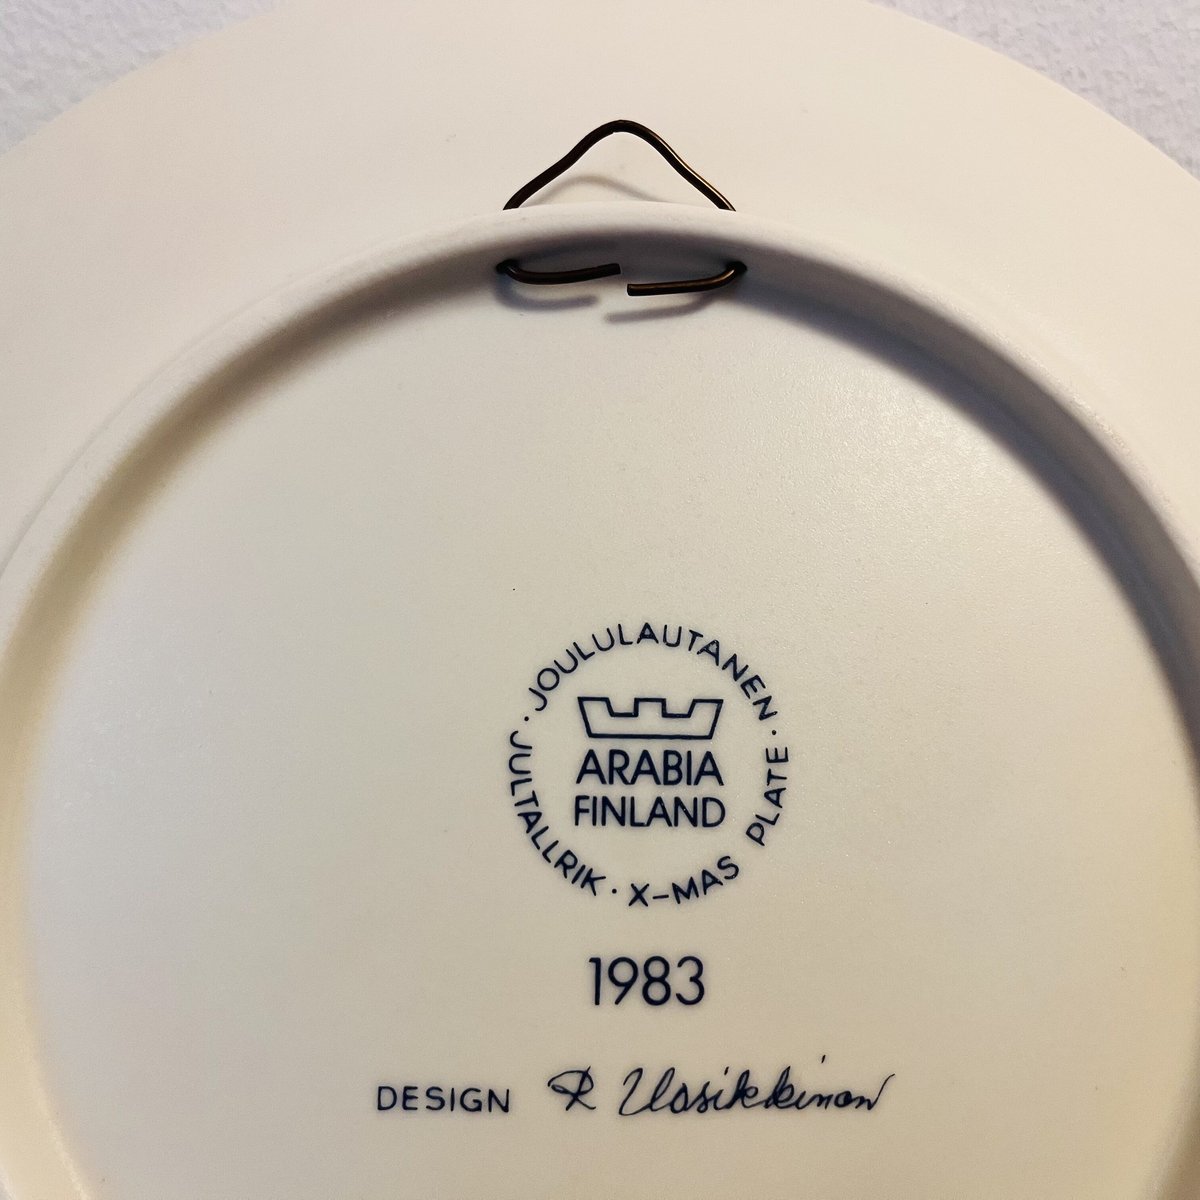 JOULULAUTANEN · X-MAS PLATE · JULTALLRIK ·
ARABIA
FINLAND
1983
DESIGN R Uosikkinen